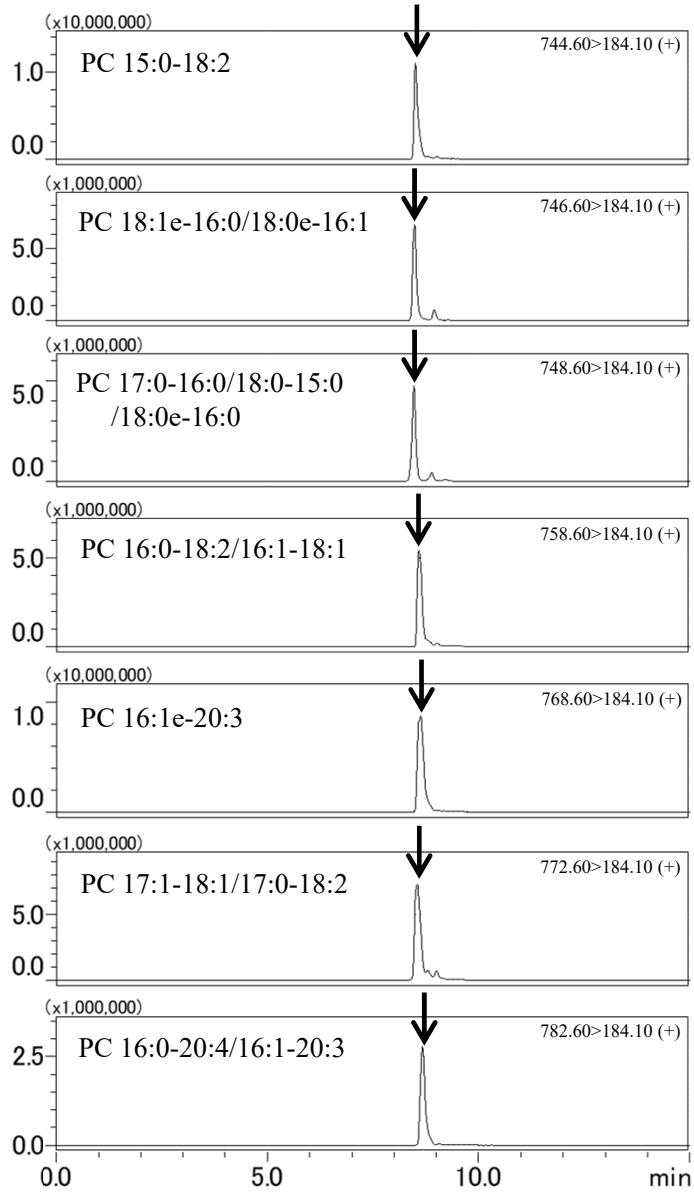 (x10,000,000)
744.60>184.10 (+)
PC 15:0-18:2
1.0
0.0
(x1,000,000)
746.60>184.10 (+)
PC 18:1e-16:0/18:0e-16:1
5.0
0.0
(x1,000,000)
748.60>184.10 (+)
PC 17:0-16:0/18:0-15:0
/18:0e-16:0
5.0
0.0
(x1,000,000)
758.60>184.10 (+)
PC 16:0-18:2/16:1-18:1
5.0
0.0
(x10,000,000)
768.60>184.10 (+)
PC 16:1e-20:3
1.0
0.0
(x1,000,000)
772.60>184.10 (+)
PC 17:1-18:1/17:0-18:2
5.0
0.0
(x1,000,000)
782.60>184.10 (+)
PC 16:0-20:4/16:1-20:3
2.5
0.0
0.0 5.0 10.0 min